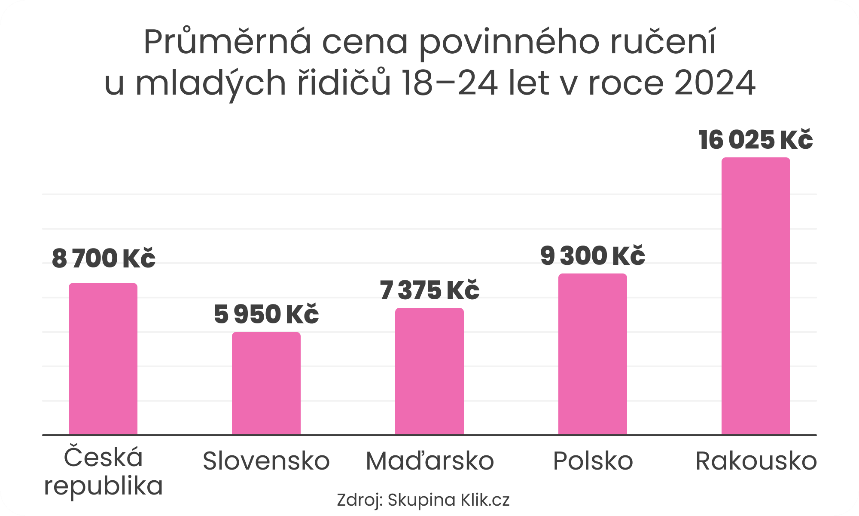 Průměrná cena povinného ručení
u mladých řidičů 18–24 let v roce 2024
16 025 Kč
8 700 Kč
9 300 Kč
7 375 Kč
5 950 Kč
Česká
republika
Slovensko
Maďarsko
Polsko
Rakousko
Zdroj: Skupina Klik.cz